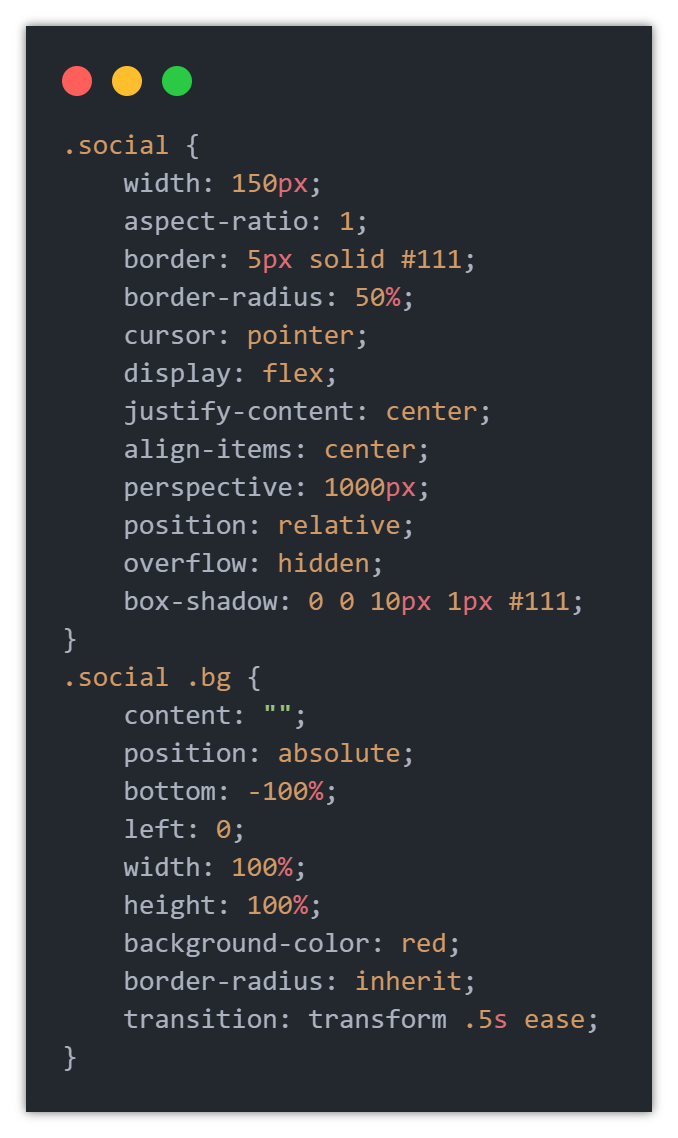 .social {
    width: 150px;
    aspect-ratio: 1;
    border: 5px solid #111;
    border-radius: 50%;
    cursor: pointer;
    display: flex;
    justify-content: center;
    align-items: center;
    perspective: 1000px;
    position: relative;
    overflow: hidden;
    box-shadow: 0 0 10px 1px #111;
}
.social .bg {
    content: "";
    position: absolute;
    bottom: -100%;
    left: 0;
    width: 100%;
    height: 100%;
    background-color: red;
    border-radius: inherit;
    transition: transform .5s ease;
}